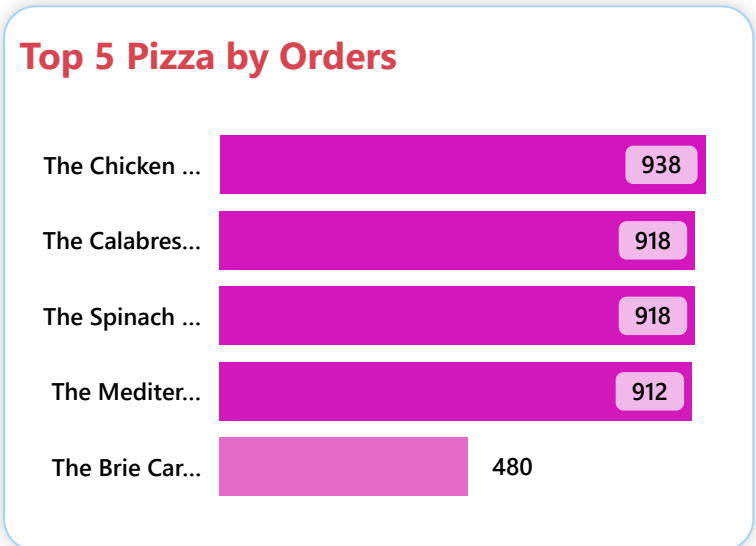 Top 5 Pizza by Orders
The Chicken ... 938
The Calabres... 918
The Spinach ... 918
The Mediter... 912
The Brie Car... 480